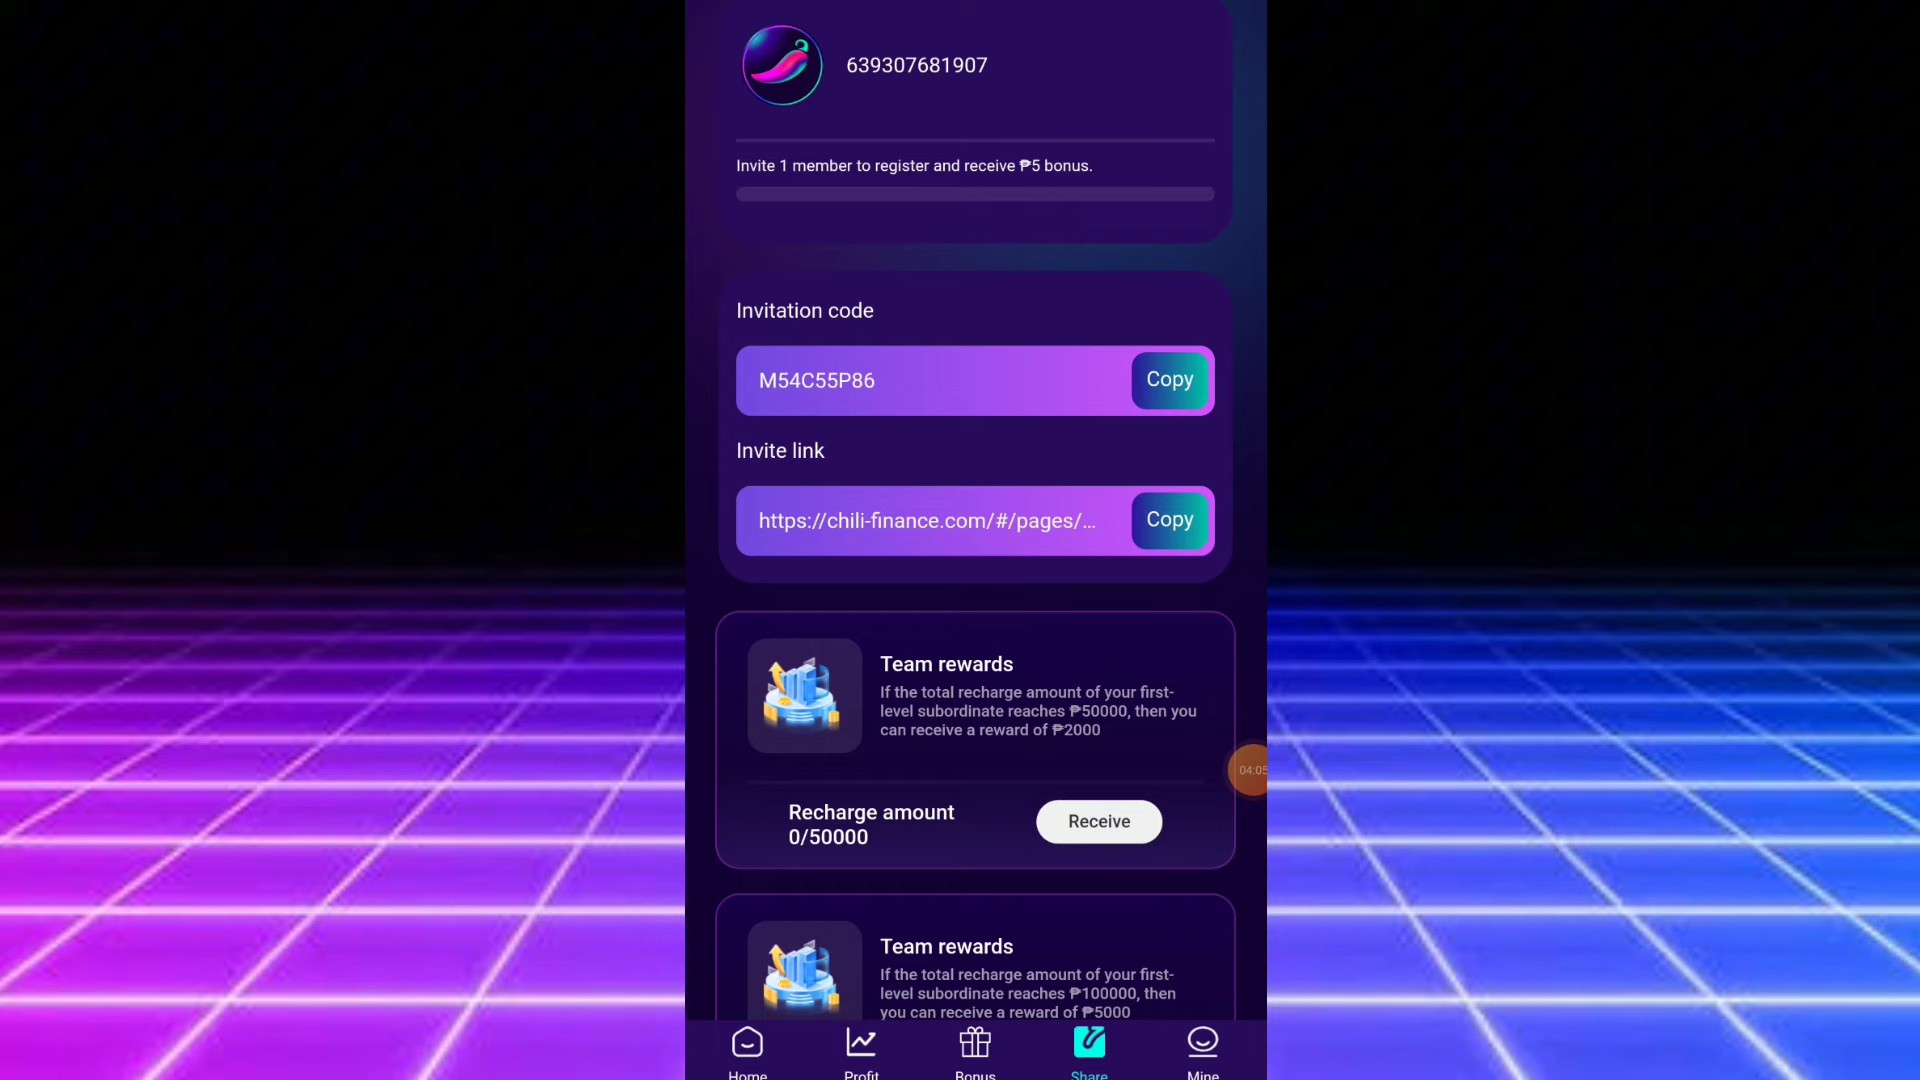 639307681907
Invite 1 member to register and receive ₱5 bonus.
Invitation code
M54C55P86
Copy
Invite link
https://chili-finance.com/#/pages/...
Copy
Team rewards
If the total recharge amount of your first-
level subordinate reaches ₱50000, then you
can receive a reward of ₱2000
04:05
Recharge amount
0/50000
Receive
Team rewards
If the total recharge amount of your first-
level subordinate reaches ₱100000, then
you can receive a reward of ₱5000
Home
Profit
Bonus
Share
Mine